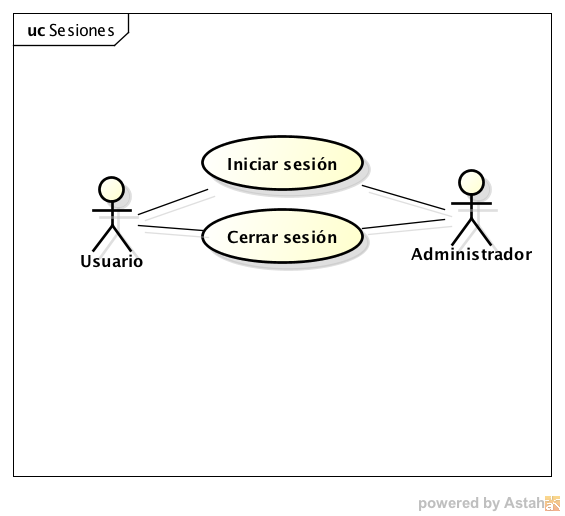 uc Sesiones
Iniciar sesión
Cerrar sesión
Usuario
Administrador
powered by Astah